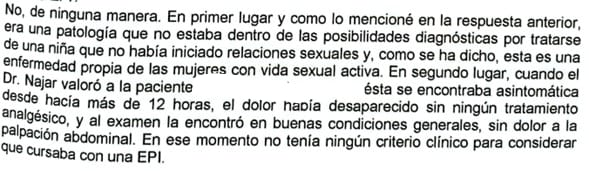 No, de ninguna manera. En primer lugar y como lo mencioné en la respuesta anterior,
era una patología que no estaba dentro de las posibilidades diagnósticas por tratarse
de una niña que no había iniciado relaciones sexuales y, como se ha dicho, esta es una
enfermedad propia de las mujeres con vida sexual activa. En segundo lugar, cuando el
Dr. Najar valoró a la paciente ésta se encontraba asintomática
desde hacía más de 12 horas, el dolor había desaparecido sin ningún tratamiento
analgésico, y al examen la encontró en buenas condiciones generales, sin dolor a la
palpación abdominal. En ese momento no tenía ningún criterio clínico para considerar
que cursaba con una EPI.